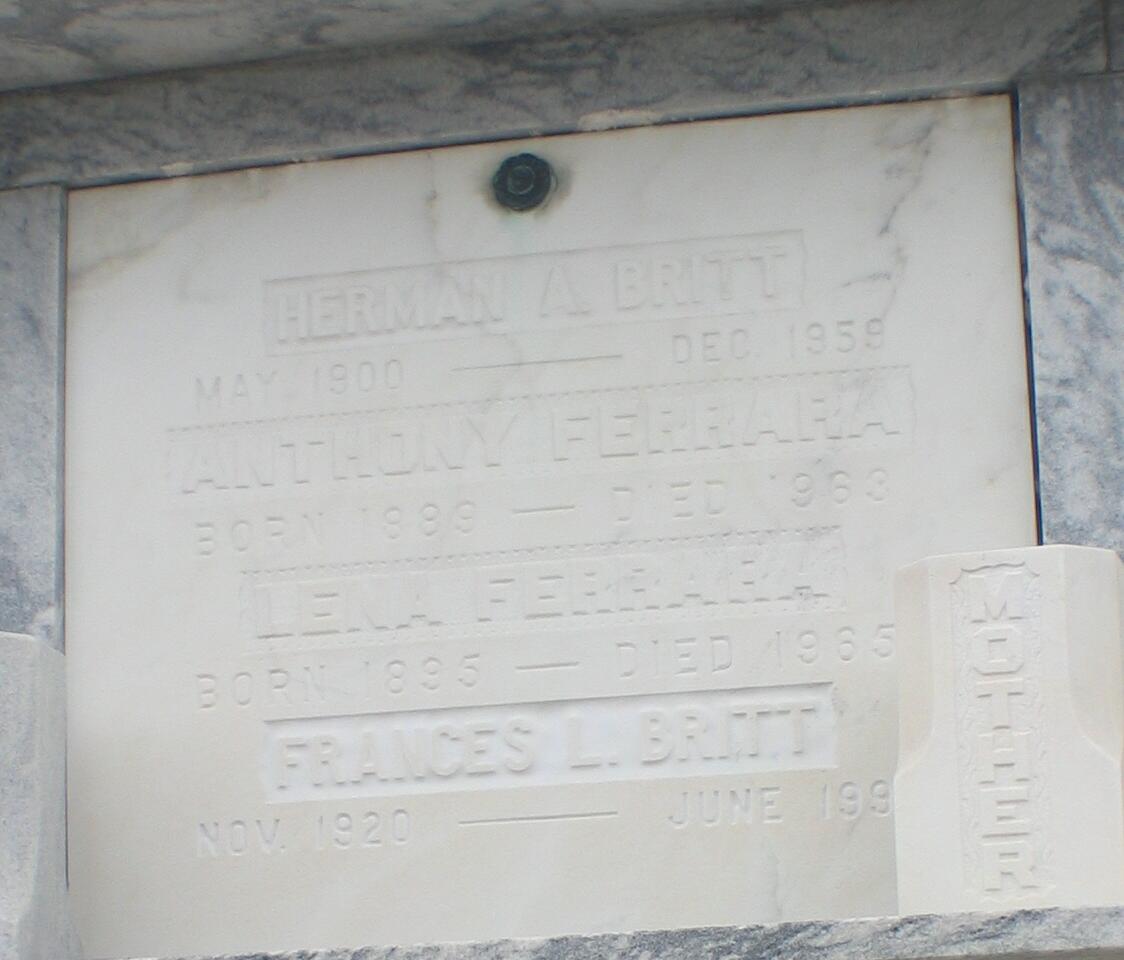 HERMAN A. BRITT
MAY. 1900 — DEC. 1959
ANTHONY FERRARA
BORN 1889 — DIED 1963
LENA FERRARA
BORN 1895 — DIED 1965
FRANCES L. BRITT
NOV. 1920 — JUNE 199
MOTHER